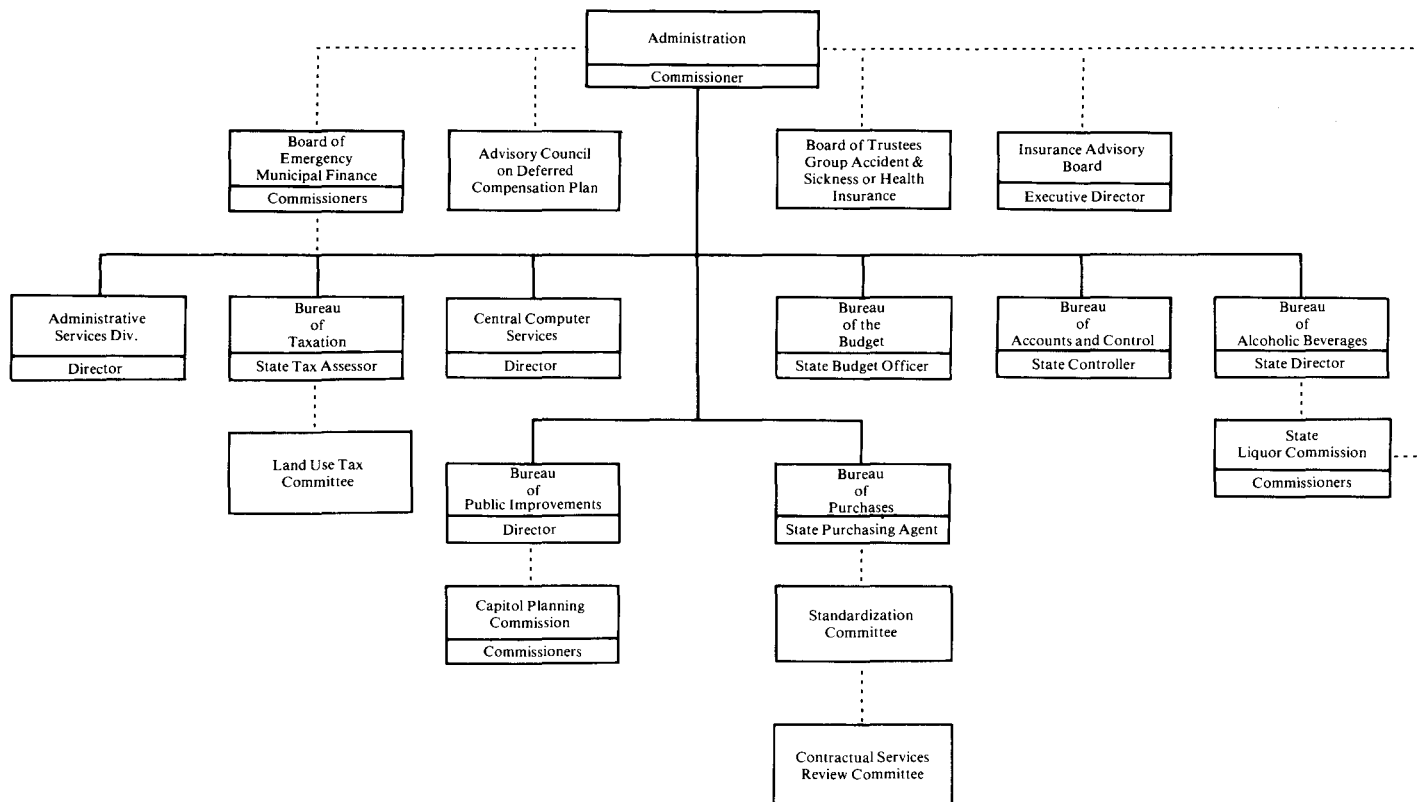 Administration
Commissioner
Board of
Emergency
Municipal Finance
Commissioners
Advisory Council
on Deferred
Compensation Plan
Board of Trustees
Group Accident &
Sickness or Health
Insurance
Insurance Advisory
Board
Executive Director
Administrative
Services Div.
Director
Bureau
of
Taxation
State Tax Assessor
Central Computer
Services
Director
Bureau
of the
Budget
State Budget Officer
Bureau
of
Accounts and Control
State Controller
Bureau
of
Alcoholic Beverages
State Director
Land Use Tax
Committee
Bureau
of
Public Improvements
Director
Bureau
of
Purchases
State Purchasing Agent
State
Liquor Commission
Commissioners
Capitol Planning
Commission
Commissioners
Standardization
Committee
Contractual Services
Review Committee